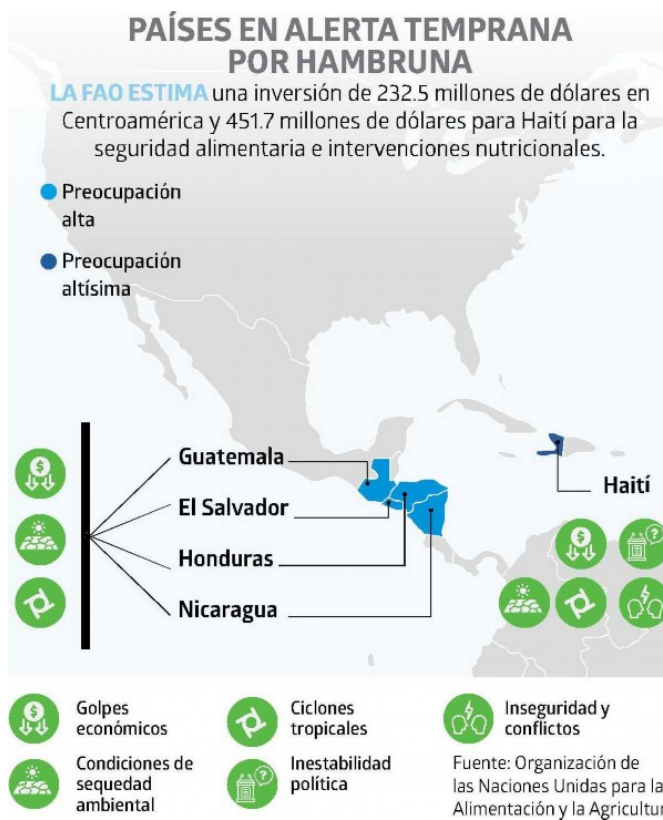 PAÍSES EN ALERTA TEMPRANA
POR HAMBRUNA
LA FAO ESTIMA una inversión de 232.5 millones de dólares en
Centroamérica y 451.7 millones de dólares para Haití para la
seguridad alimentaria e intervenciones nutricionales.
Preocupación
alta
Preocupación
altísima
Guatemala
El Salvador
Honduras
Nicaragua
Haití
Golpes
económicos
Condiciones de
sequedad
ambiental
Ciclones
tropicales
Inestabilidad
política
Inseguridad y
conflictos
Fuente: Organización de
las Naciones Unidas para la
Alimentación y la Agricultur